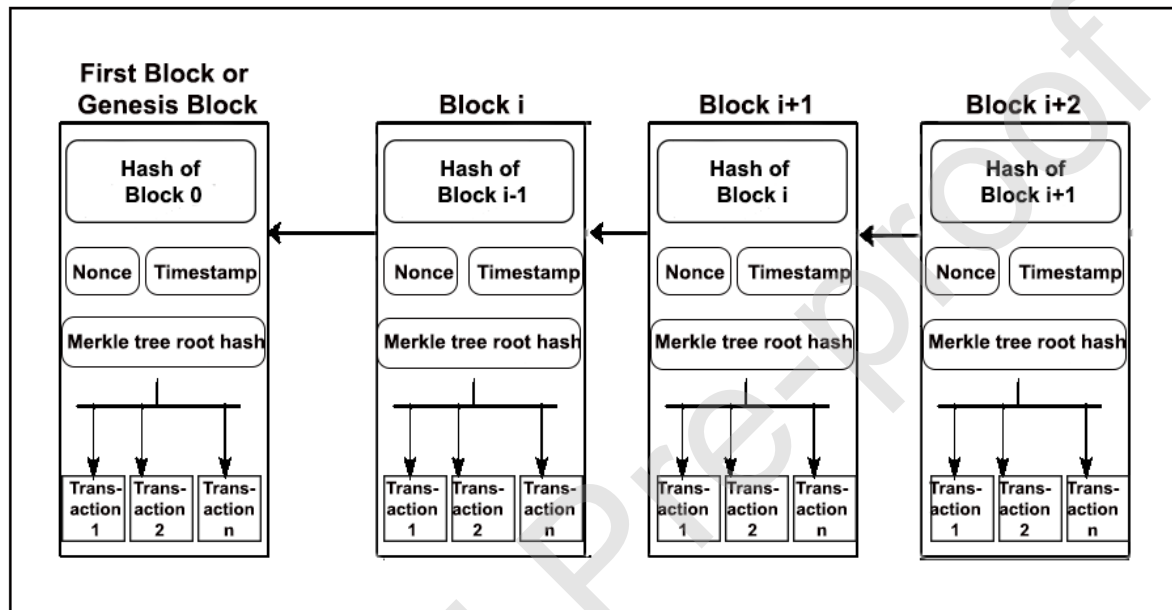 First Block or
Genesis Block
Hash of
Block 0
Nonce
Timestamp
Merkle tree root hash
Trans-
action
1
Trans-
action
2
Trans-
action
n
Block i
Hash of
Block i-1
Nonce
Timestamp
Merkle tree root hash
Trans-
action
1
Trans-
action
2
Trans-
action
n
Block i+1
Hash of
Block i
Nonce
Timestamp
Merkle tree root hash
Trans-
action
1
Trans-
action
2
Trans-
action
n
Block i+2
Hash of
Block i+1
Nonce
Timestamp
Merkle tree root hash
Trans-
action
1
Trans-
action
2
Trans-
action
n
Pre-proof